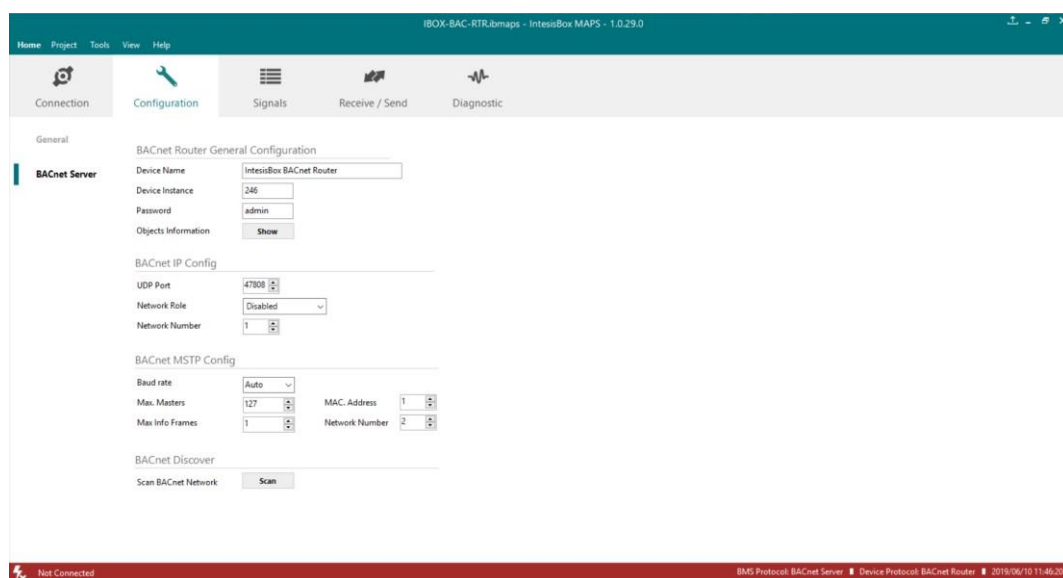 IBOX-BAC-RTR.ibmaps - IntesisBox MAPS - 1.0.29.0
Home Project Tools View Help
Connection Configuration Signals Receive / Send Diagnostic
General
BACnet Server
BACnet Router General Configuration
Device Name IntesisBox BACnet Router
Device Instance 246
Password admin
Objects Information Show
BACnet IP Config
UDP Port 47808
Network Role Disabled
Network Number 1
BACnet MSTP Config
Baud rate Auto
Max. Masters 127 MAC. Address 1
Max Info Frames 1 Network Number 2
BACnet Discover
Scan BACnet Network Scan
Not Connected BMS Protocol: BACnet Server Device Protocol: BACnet Router 2019/06/10 11:46:20